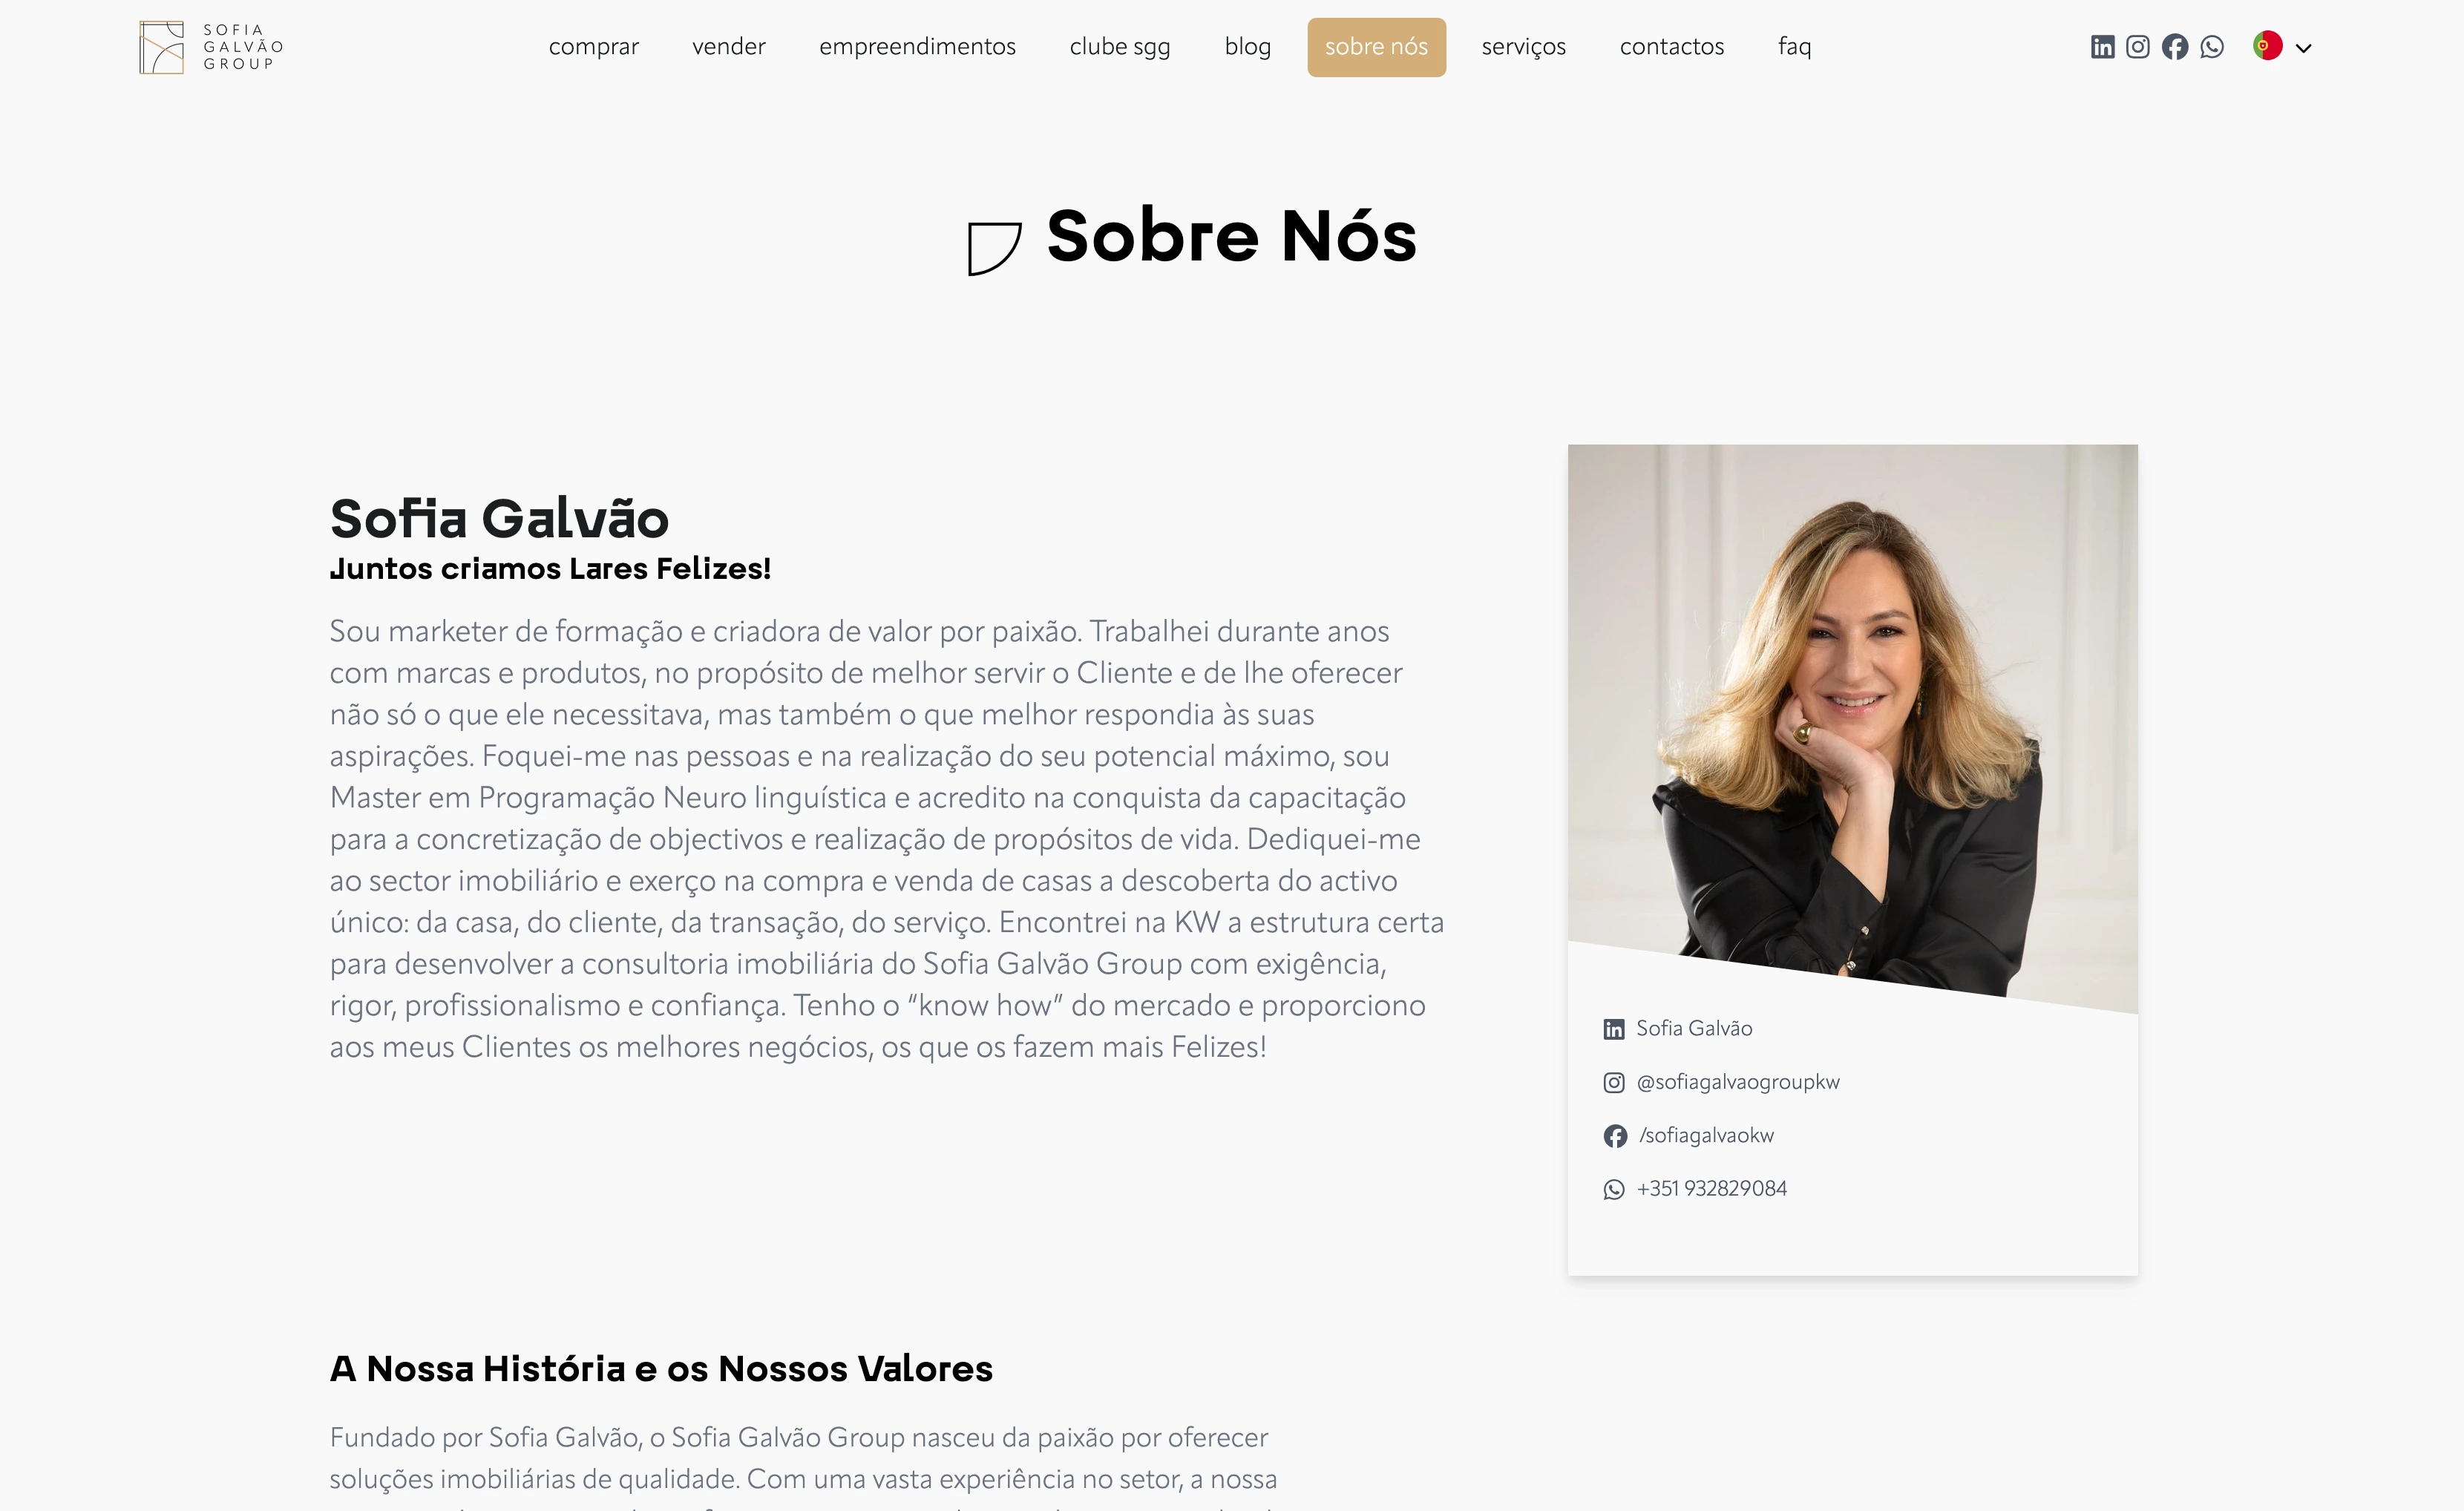 SOFIA
GALVÃO
GROUP
comprar
vender
empreendimentos
clube sgg
blog
sobre nós
serviços
contactos
faq
Sobre Nós
Sofia Galvão
Juntos criamos Lares Felizes!
Sou marketer de formação e criadora de valor por paixão. Trabalhei durante anos
com marcas e produtos, no propósito de melhor servir o Cliente e de lhe oferecer
não só o que ele necessitava, mas também o que melhor respondia às suas
aspirações. Foquei-me nas pessoas e na realização do seu potencial máximo, sou
Master em Programação Neuro linguística e acredito na conquista da capacitação
para a concretização de objectivos e realização de propósitos de vida. Dediquei-me
ao sector imobiliário e exerço na compra e venda de casas a descoberta do activo
único: da casa, do cliente, da transação, do serviço. Encontrei na KW a estrutura certa
para desenvolver a consultoria imobiliária do Sofia Galvão Group com exigência,
rigor, profissionalismo e confiança. Tenho o “know how” do mercado e proporciono
aos meus Clientes os melhores negócios, os que os fazem mais Felizes!
Sofia Galvão
@sofiagalvaogroupkw
/sofiagalvaokw
+351 932829084
A Nossa História e os Nossos Valores
Fundado por Sofia Galvão, o Sofia Galvão Group nasceu da paixão por oferecer
soluções imobiliárias de qualidade. Com uma vasta experiência no setor, a nossa